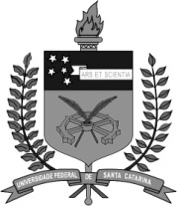 ARS ET SCIENTIA
UNIVERSIDADE FEDERAL DE SANTA CATARINA